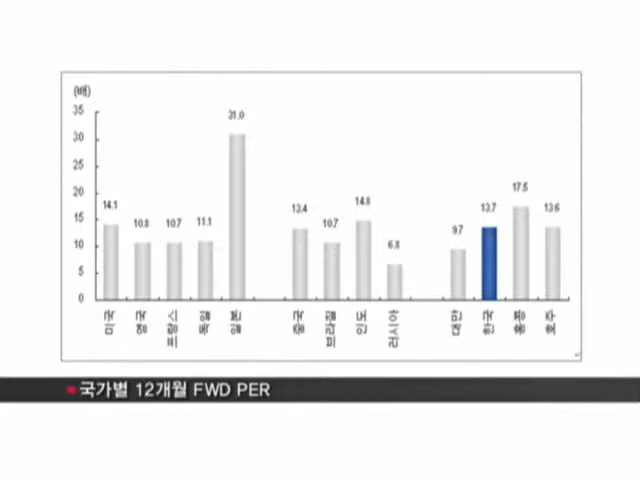 (배)
35
30
25
20
15
10
5
0
14.1
10.8
10.7
11.1
31.0
13.4
10.7
14.8
6.8
9.7
13.7
17.5
13.6
미국
영국
프랑스
독일
일본
중국
브라질
인도
러시아
대만
한국
홍콩
호주
국가별 12개월 FWD PER